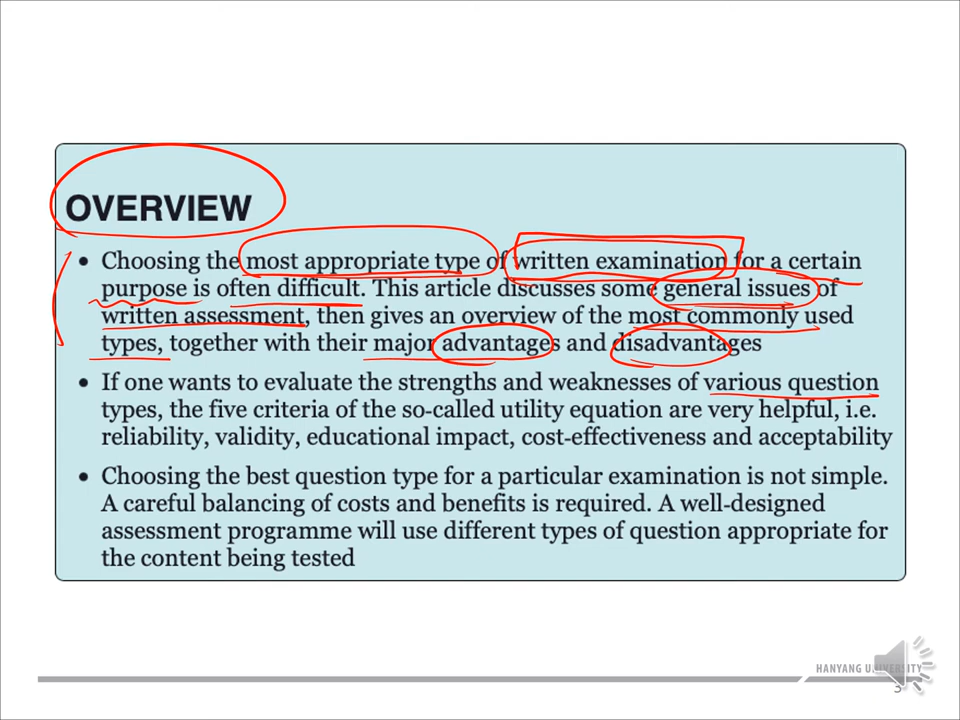 OVERVIEW
• Choosing the most appropriate type of written examination for a certain
purpose is often difficult. This article discusses some general issues of
written assessment, then gives an overview of the most commonly used
types, together with their major advantages and disadvantages
• If one wants to evaluate the strengths and weaknesses of various question
types, the five criteria of the so-called utility equation are very helpful, i.e.
reliability, validity, educational impact, cost-effectiveness and acceptability
• Choosing the best question type for a particular examination is not simple.
A careful balancing of costs and benefits is required. A well-designed
assessment programme will use different types of question appropriate for
the content being tested
HANYANG UNIVERSITY
3